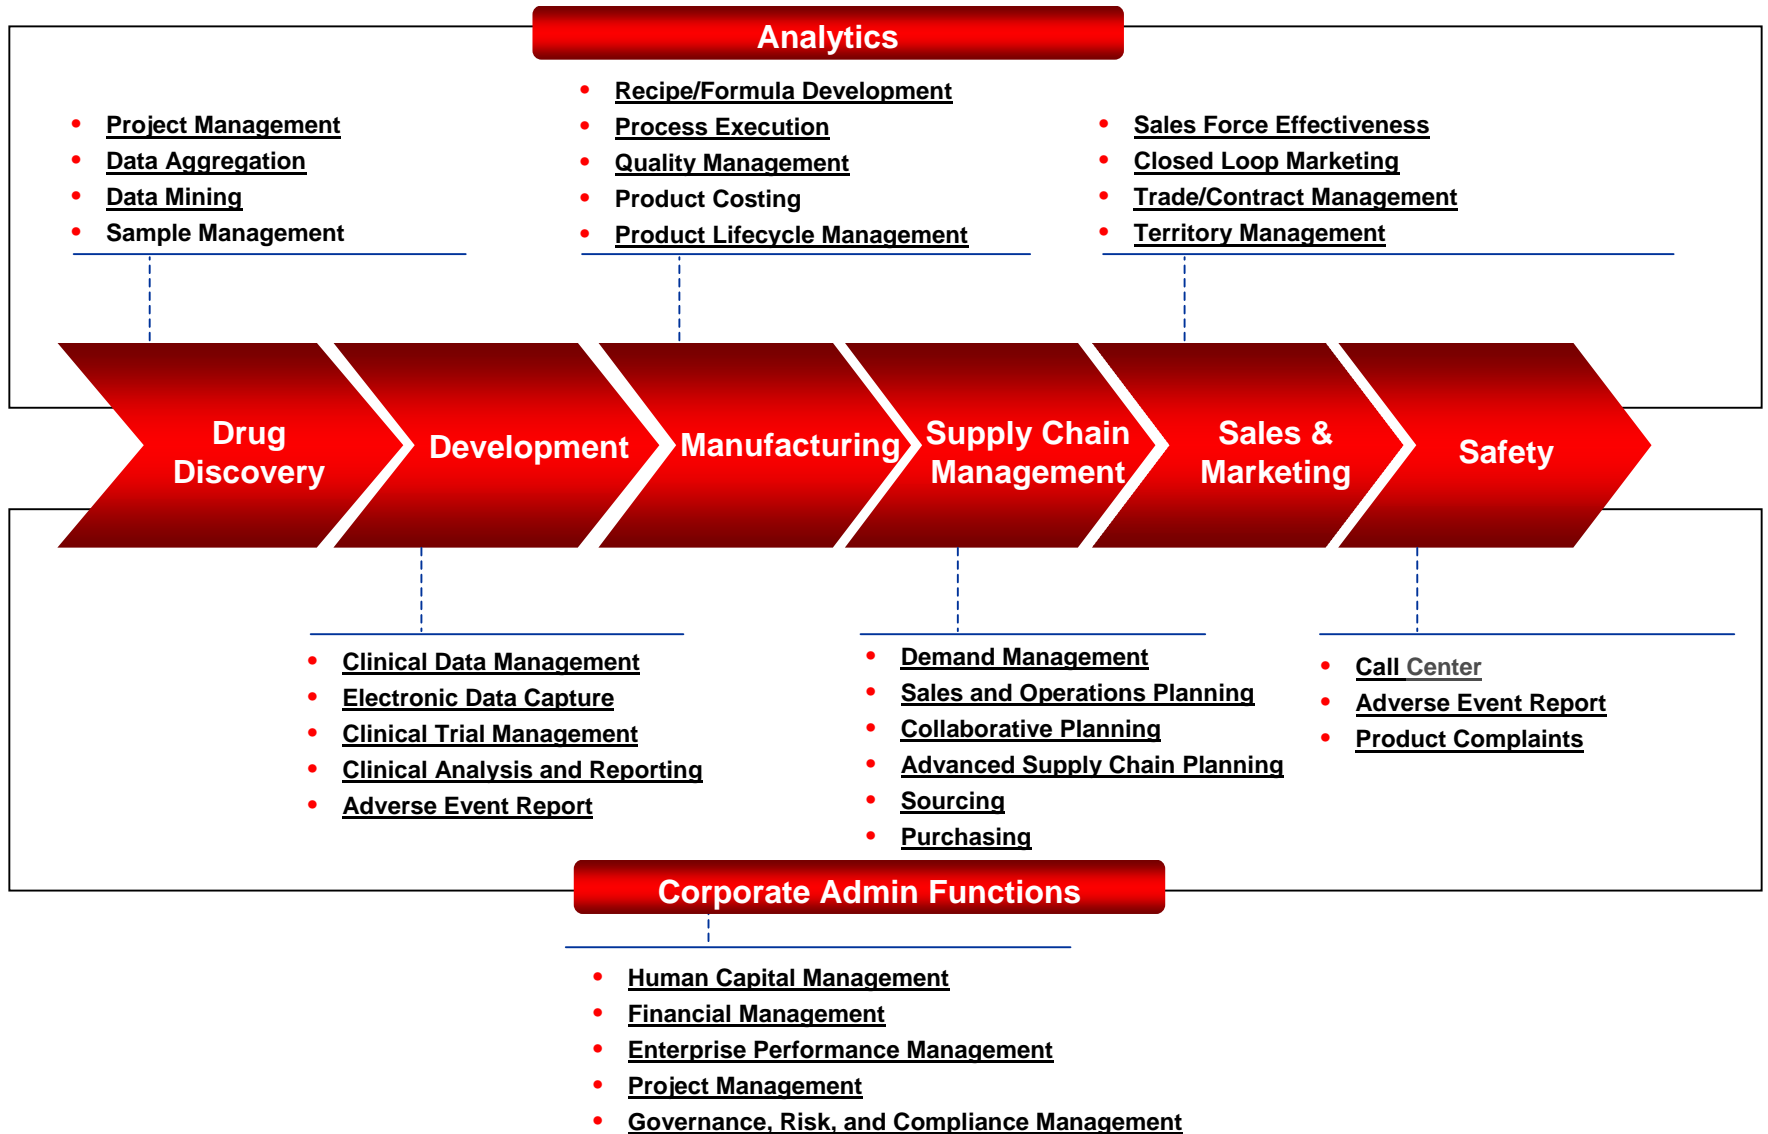 Analytics
Project Management
Data Aggregation
Data Mining
Sample Management
Recipe/Formula Development
Process Execution
Quality Management
Product Costing
Product Lifecycle Management
Sales Force Effectiveness
Closed Loop Marketing
Trade/Contract Management
Territory Management
Drug
Discovery
Development
Manufacturing
Supply Chain
Management
Sales &
Marketing
Safety
Clinical Data Management
Electronic Data Capture
Clinical Trial Management
Clinical Analysis and Reporting
Adverse Event Report
Demand Management
Sales and Operations Planning
Collaborative Planning
Advanced Supply Chain Planning
Sourcing
Purchasing
Call Center
Adverse Event Report
Product Complaints
Corporate Admin Functions
Human Capital Management
Financial Management
Enterprise Performance Management
Project Management
Governance, Risk, and Compliance Management